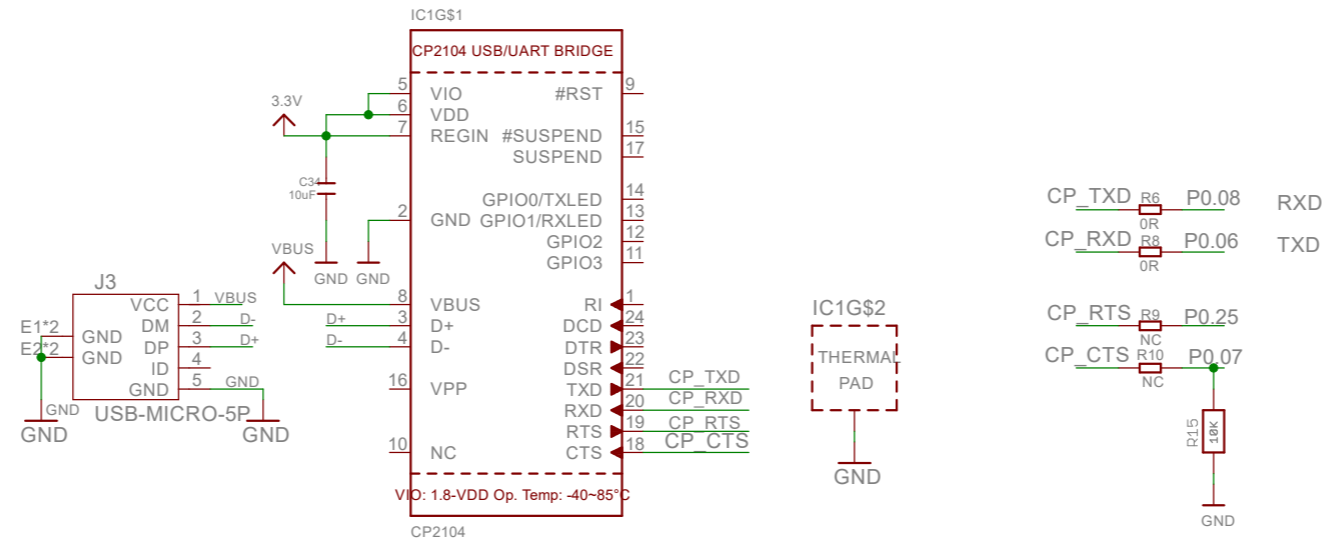 IC1G$1
CP2104 USB/UART BRIDGE
5 VIO #RST 9
3.3V
6 VDD
7 REGIN #SUSPEND 15
SUSPEND 17
C34
10uF
GPIO0/TXLED 14
2 GND GPIO1/RXLED 13
GPIO2 12
GPIO3 11
VBUS
GND GND
8 VBUS RI 1
D+ 3 D+ DCD 24
D- 4 D- DTR 23
DSR 22
16 VPP TXD 21 CP_TXD
RXD 20 CP_RXD
RTS 19 CP_RTS
10 NC CTS 18 CP_CTS
VIO: 1.8-VDD Op. Temp: -40~85°C
CP2104
J3
VCC 1 VBUS
E1*2 GND DM 2 D-
E2*2 GND DP 3 D+
ID 4
GND 5 GND
GND
USB-MICRO-5P
GND
GND
IC1G$2
THERMAL
PAD
GND
CP_TXD R6 P0.08 RXD
0R
CP_RXD R8 P0.06 TXD
0R
CP_RTS R9 P0.25
NC
CP_CTS R10 P0.07
NC
R15
10K
GND